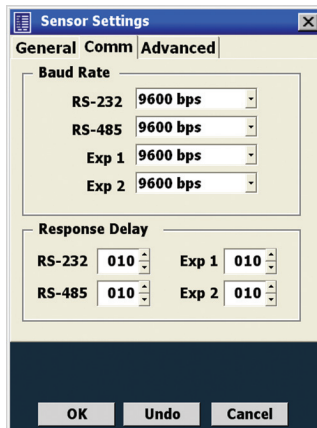 Sensor Settings
General Comm Advanced
Baud Rate
RS-232 9600 bps
RS-485 9600 bps
Exp 1 9600 bps
Exp 2 9600 bps
Response Delay
RS-232 010 Exp 1 010
RS-485 010 Exp 2 010
OK Undo Cancel